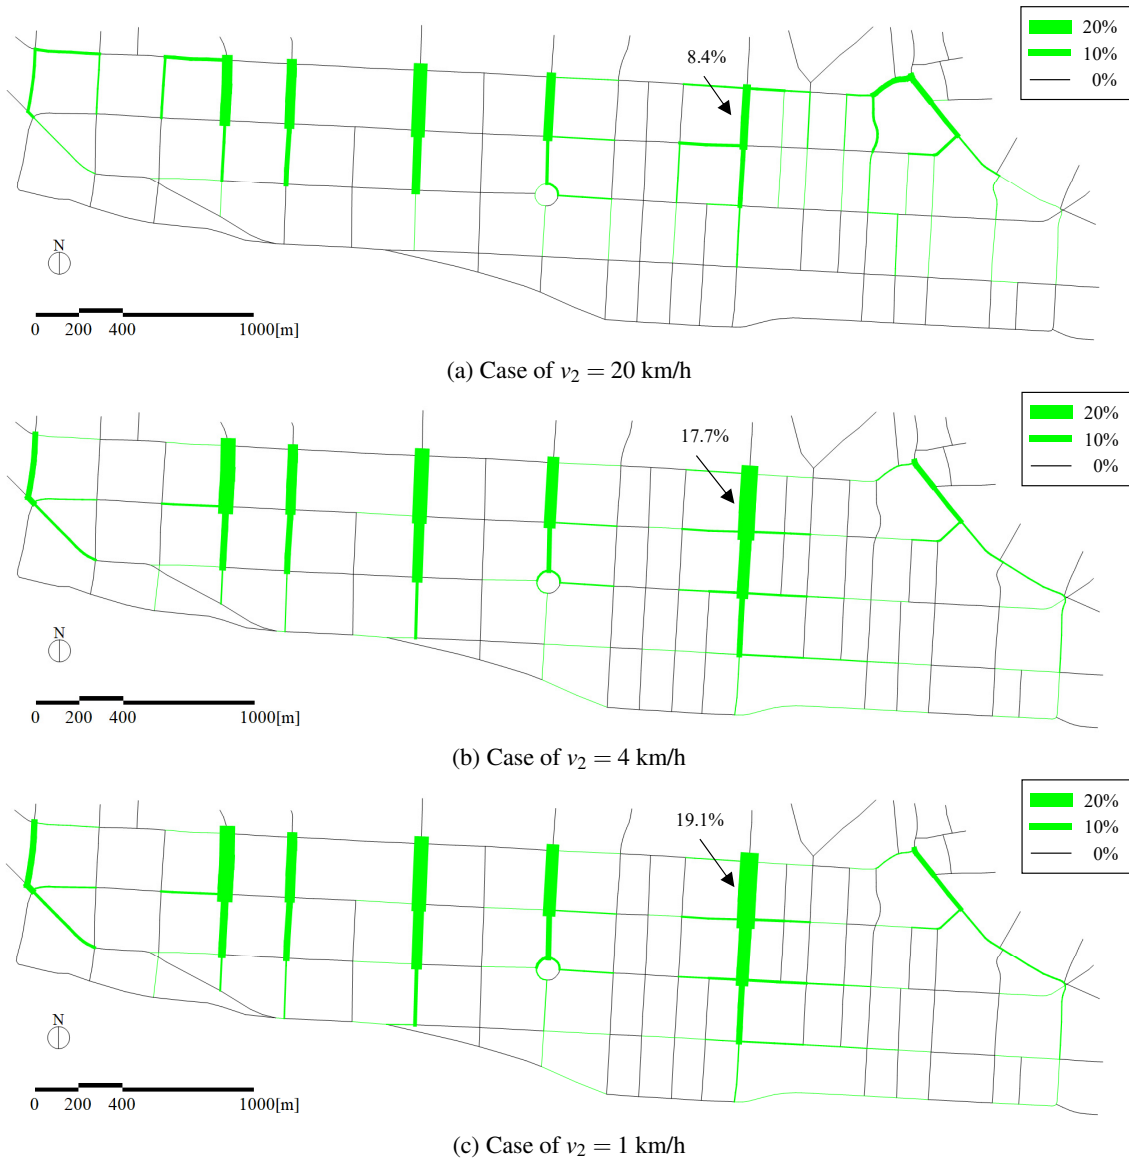 20%
10%
0%
8.4%
N
0 200 400 1000[m]
(a) Case of v₂ = 20 km/h
20%
10%
0%
17.7%
N
0 200 400 1000[m]
(b) Case of v₂ = 4 km/h
20%
10%
0%
19.1%
N
0 200 400 1000[m]
(c) Case of v₂ = 1 km/h